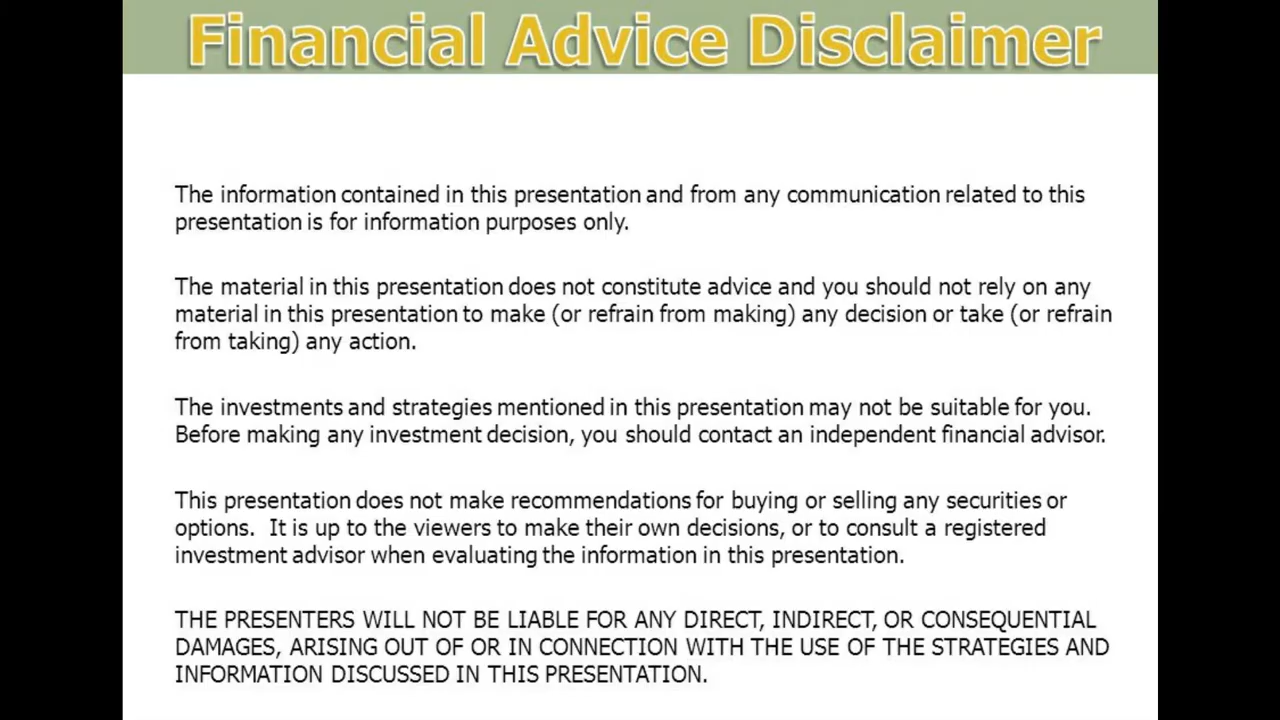 Financial Advice Disclaimer
The information contained in this presentation and from any communication related to this
presentation is for information purposes only.
The material in this presentation does not constitute advice and you should not rely on any
material in this presentation to make (or refrain from making) any decision or take (or refrain
from taking) any action.
The investments and strategies mentioned in this presentation may not be suitable for you.
Before making any investment decision, you should contact an independent financial advisor.
This presentation does not make recommendations for buying or selling any securities or
options.  It is up to the viewers to make their own decisions, or to consult a registered
investment advisor when evaluating the information in this presentation.
THE PRESENTERS WILL NOT BE LIABLE FOR ANY DIRECT, INDIRECT, OR CONSEQUENTIAL
DAMAGES, ARISING OUT OF OR IN CONNECTION WITH THE USE OF THE STRATEGIES AND
INFORMATION DISCUSSED IN THIS PRESENTATION.